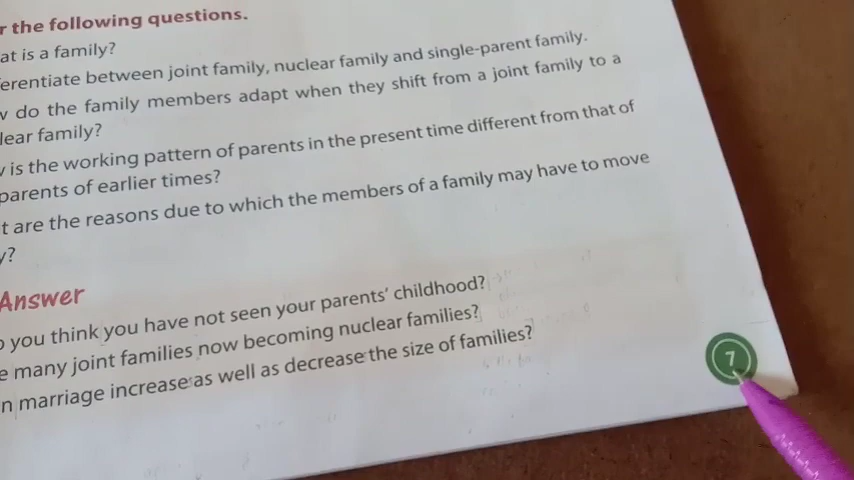 the following questions.
at is a family?
erentiate between joint family, nuclear family and single-parent family.
do the family members adapt when they shift from a joint family to a
lear family?
is the working pattern of parents in the present time different from that of
parents of earlier times?
t are the reasons due to which the members of a family may have to move
y?
Answer
you think you have not seen your parents' childhood?
e many joint families now becoming nuclear families?
n marriage increase as well as decrease the size of families?
7